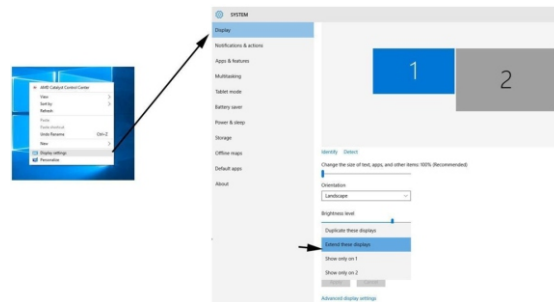 AMD Catalyst Control Center
View
Sort by
Refresh
Paste
Paste shortcut
Undo Rename Ctrl+Z
New
Display settings
Personalize
SYSTEM
Display
Notifications & actions
Apps & features
Multitasking
Tablet mode
Battery saver
Power & sleep
Storage
Offline maps
Default apps
About
1
2
Identify Detect
Change the size of text, apps, and other items: 100% (Recommended)
Orientation
Landscape
Brightness level
Duplicate these displays
Extend these displays
Show only on 1
Show only on 2
Advanced display settings